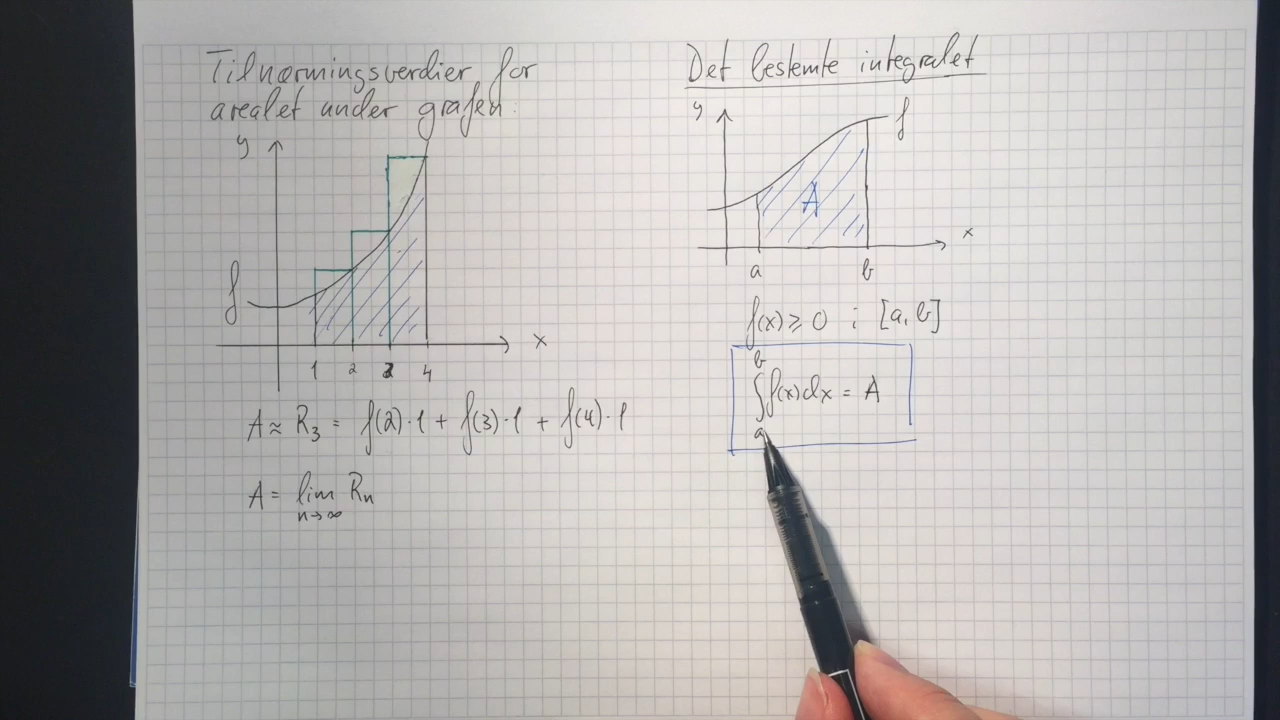 Tilnærmingsverdier for
arealet under grafen:
y
f
x
1 2 3 4
A ≈ R₃ = f(2)·1 + f(3)·1 + f(4)·1
A = lim Rₙ
n→∞
Det bestemte integralet
y
f
A
x
a b
f(x) ≥ 0 i [a, b]
b
∫f(x)dx = A
a